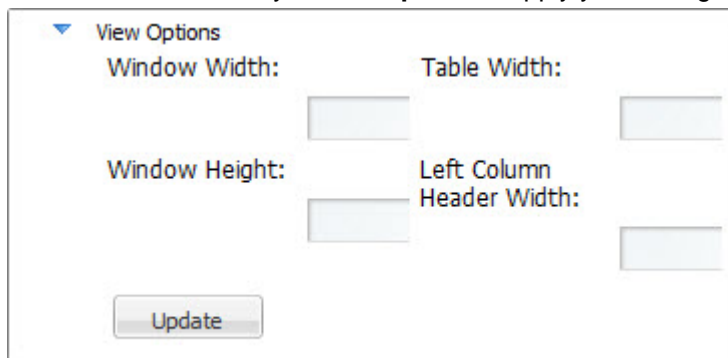 View Options
Window Width: Table Width:
Window Height: Left Column
Header Width:
Update